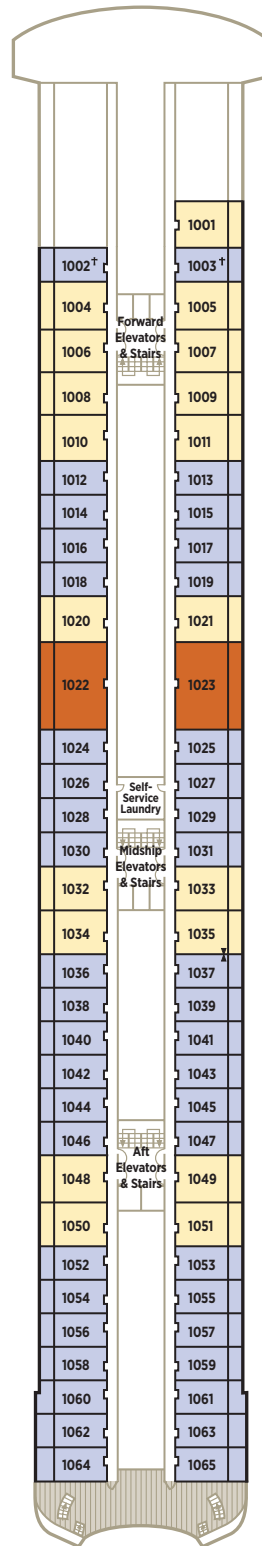 1001
1002† 1003†
1004 1005
Forward
Elevators
& Stairs
1006 1007
1008 1009
1010 1011
1012 1013
1014 1015
1016 1017
1018 1019
1020 1021
1022 1023
1024 1025
1026 1027
Self-
Service
Laundry
1028 1029
1030 1031
Midship
Elevators
& Stairs
1032 1033
1034 1035
1036 1037
1038 1039
1040 1041
1042 1043
1044 1045
1046 1047
Aft
Elevators
& Stairs
1048 1049
1050 1051
1052 1053
1054 1055
1056 1057
1058 1059
1060 1061
1062 1063
1064 1065